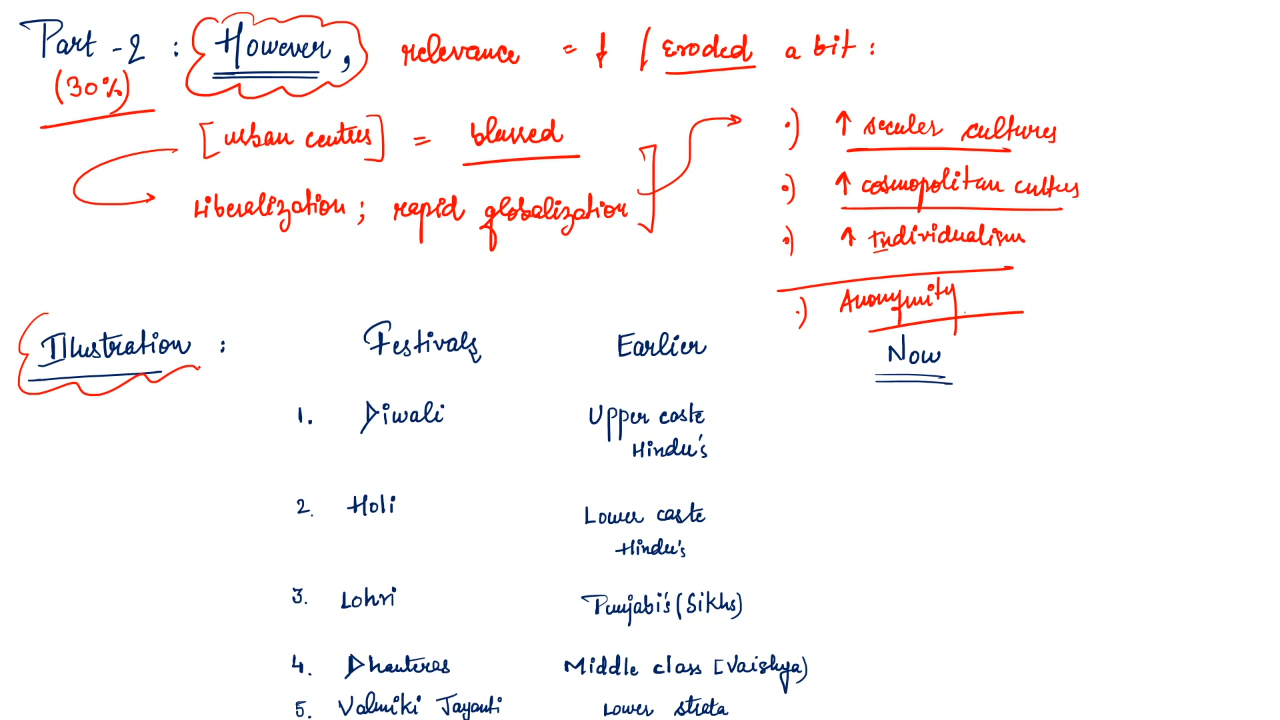 Part -2 : However, relevance = ↓ / Eroded a bit :
(30%)
[urban centres] = blurred
Liberalization ; rapid globalization
·) ↑ secular cultures
·) ↑ cosmopolitan cultures
·) ↑ Individualism
·) Anonymity
Illustration : Festivals Earlier Now
1. Diwali Upper caste
Hindu's
2. Holi Lower caste
Hindu's
3. Lohri Punjabi's (Sikhs)
4. Dhanteras Middle class [Vaishya)
5. Valmiki Jayanti Lower strata